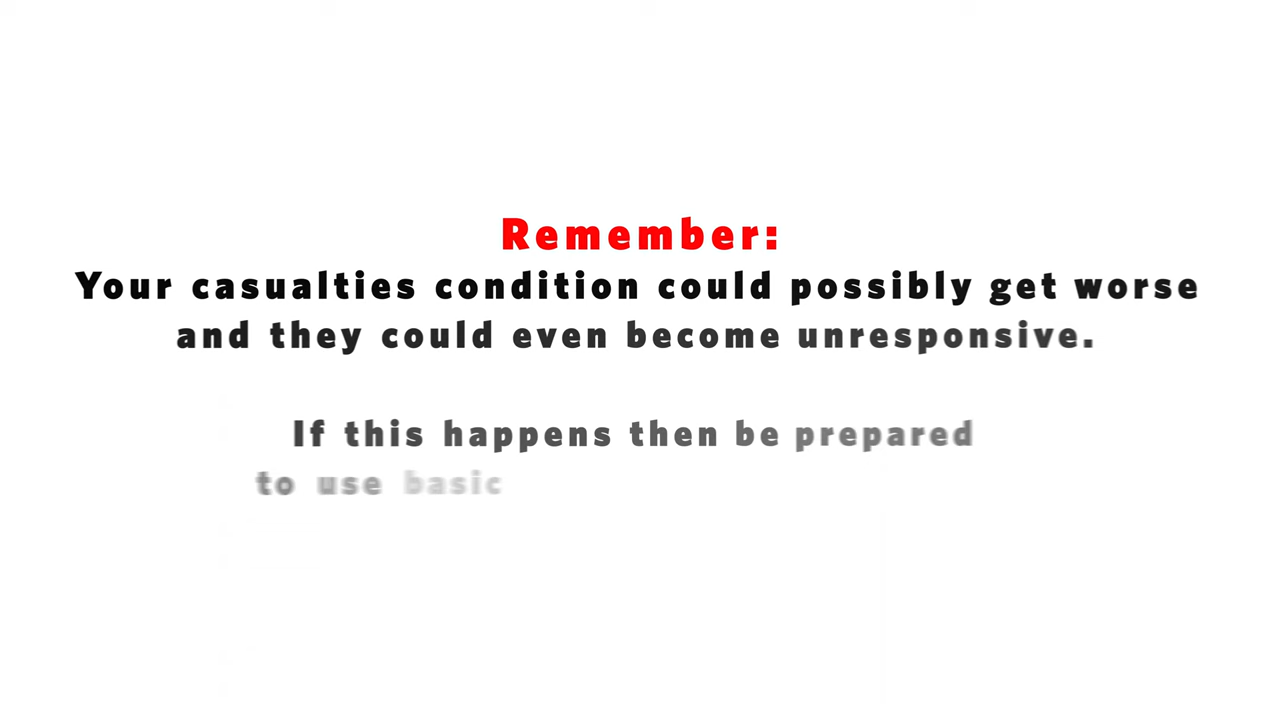 Remember:
Your casualties condition could possibly get worse
and they could even become unresponsive.
If this happens then be prepared
to use basic